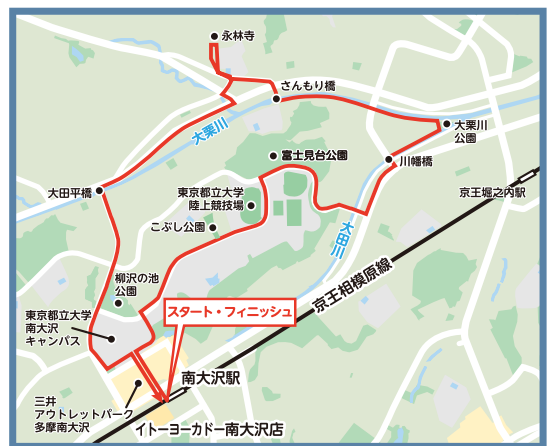 永林寺
さんもり橋
大栗川
大栗川
公園
富士見台公園
川幡橋
大田平橋
東京都立大学
陸上競技場
京王堀之内駅
こぶし公園
大田川
柳沢の池
公園
京王相模原線
スタート・フィニッシュ
東京都立大学
南大沢
キャンパス
南大沢駅
三井
アウトレットパーク
多摩南大沢
イトーヨーカドー南大沢店